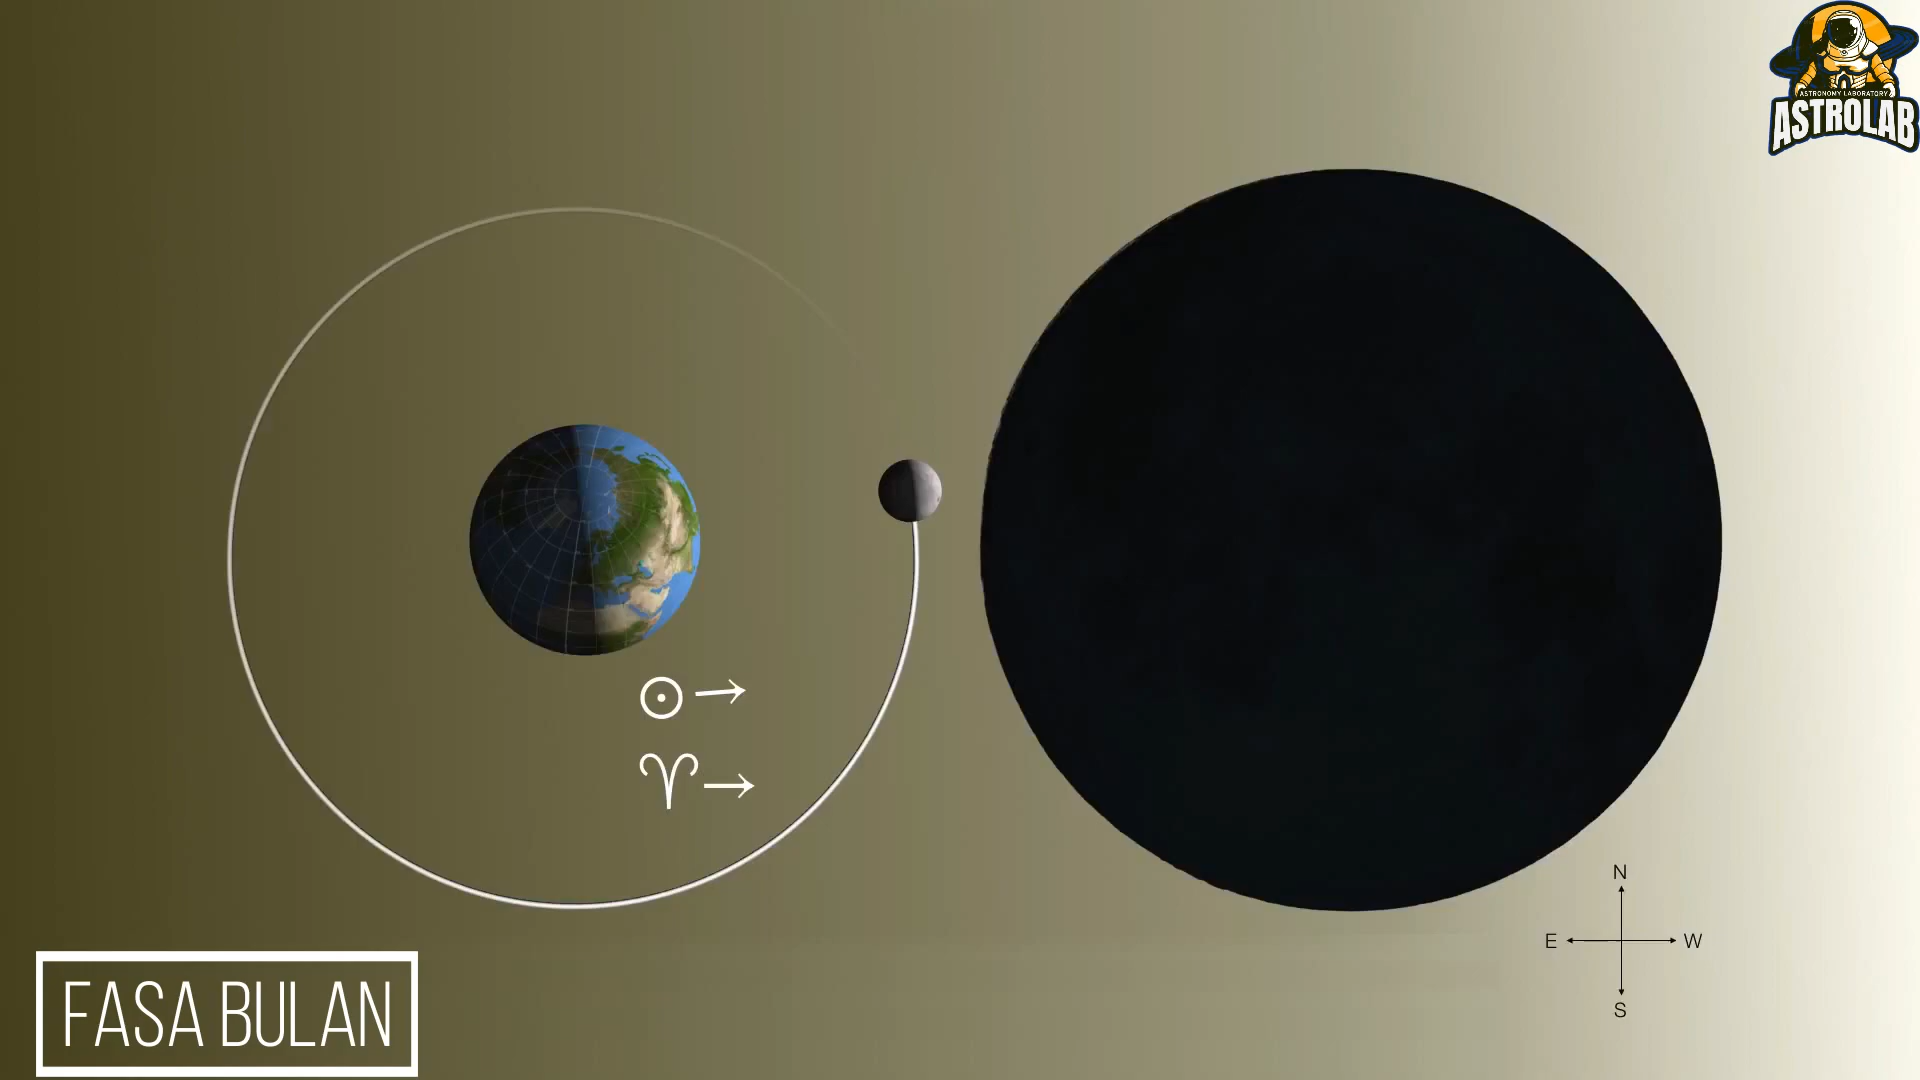 ASTRONOMY LABORATORY
ASTROLAB
☉→
♈→
N
E W
S
FASA BULAN